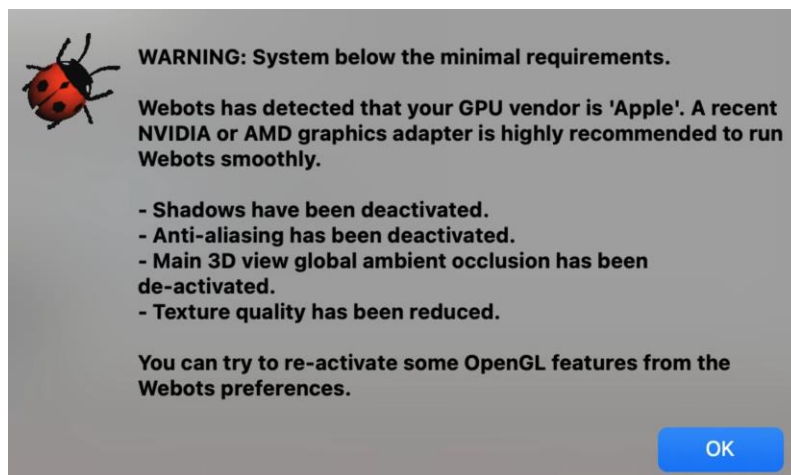 WARNING: System below the minimal requirements.
Webots has detected that your GPU vendor is 'Apple'. A recent
NVIDIA or AMD graphics adapter is highly recommended to run
Webots smoothly.
- Shadows have been deactivated.
- Anti-aliasing has been deactivated.
- Main 3D view global ambient occlusion has been
de-activated.
- Texture quality has been reduced.
You can try to re-activate some OpenGL features from the
Webots preferences.
OK